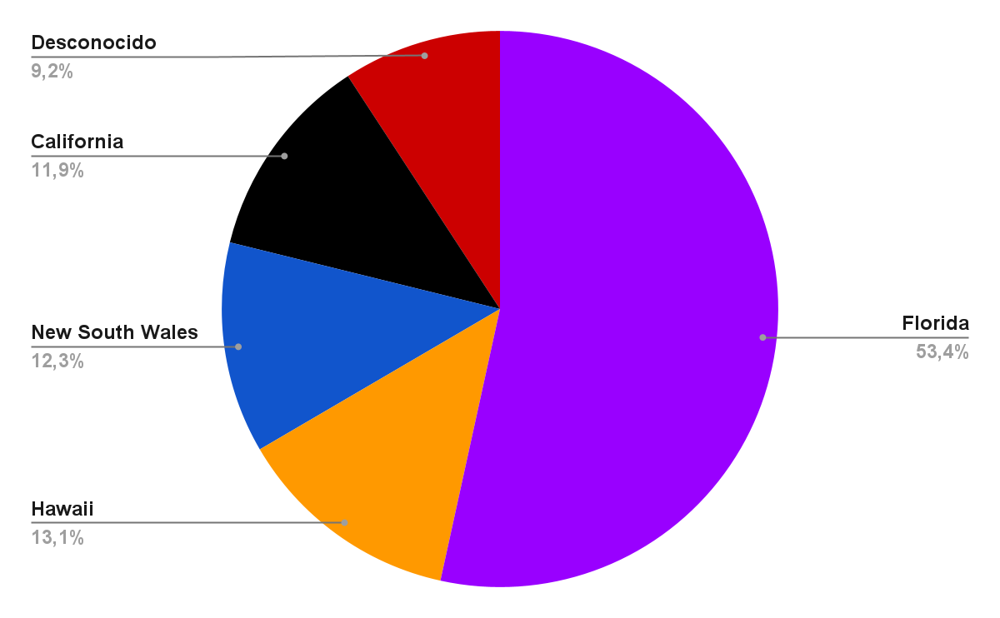 Desconocido
9,2%
California
11,9%
New South Wales
12,3%
Hawaii
13,1%
Florida
53,4%